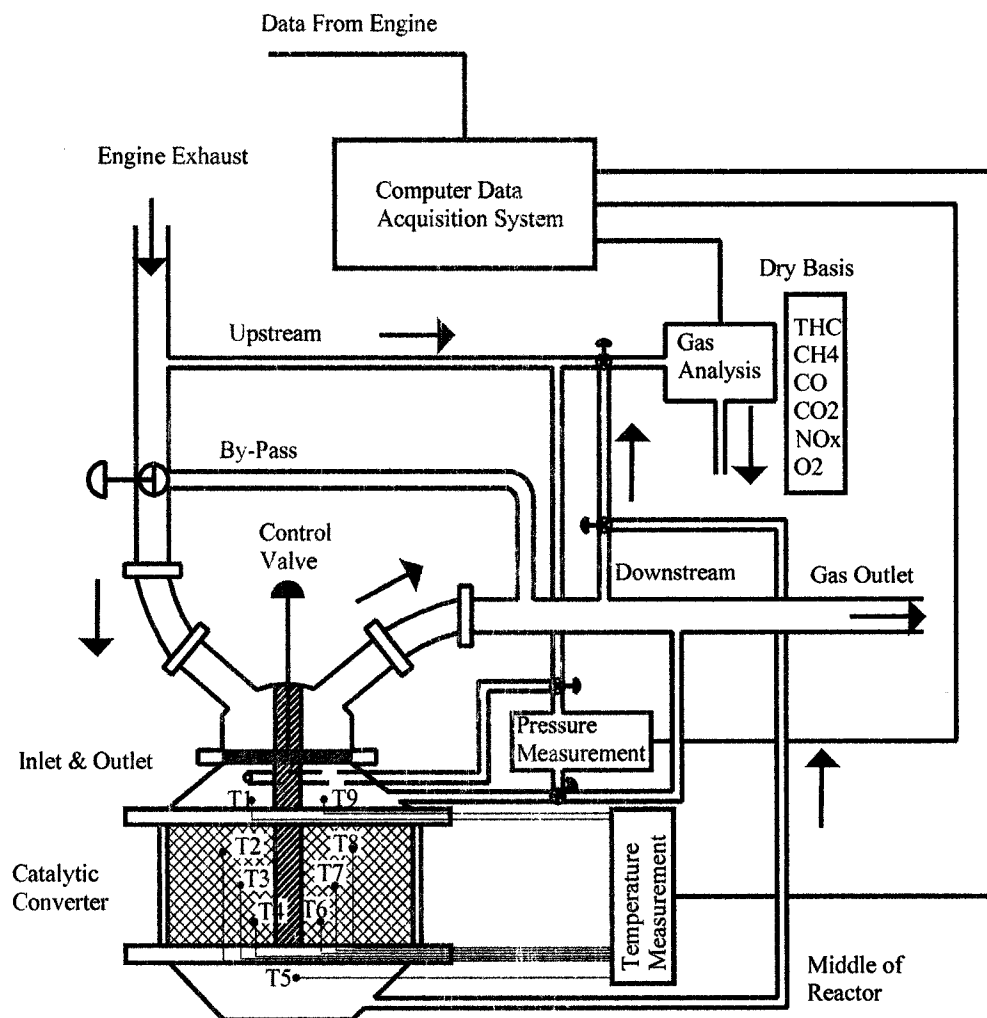 Data From Engine
Engine Exhaust
Computer Data
Acquisition System
Dry Basis
Upstream
Gas
Analysis
THC
CH4
CO
CO2
NOx
O2
By-Pass
Control
Valve
Downstream
Gas Outlet
Pressure
Measurement
Inlet & Outlet
T1
T9
T2
T8
T3
T7
T4
T6
Catalytic
Converter
Temperature
Measurement
T5
Middle of
Reactor